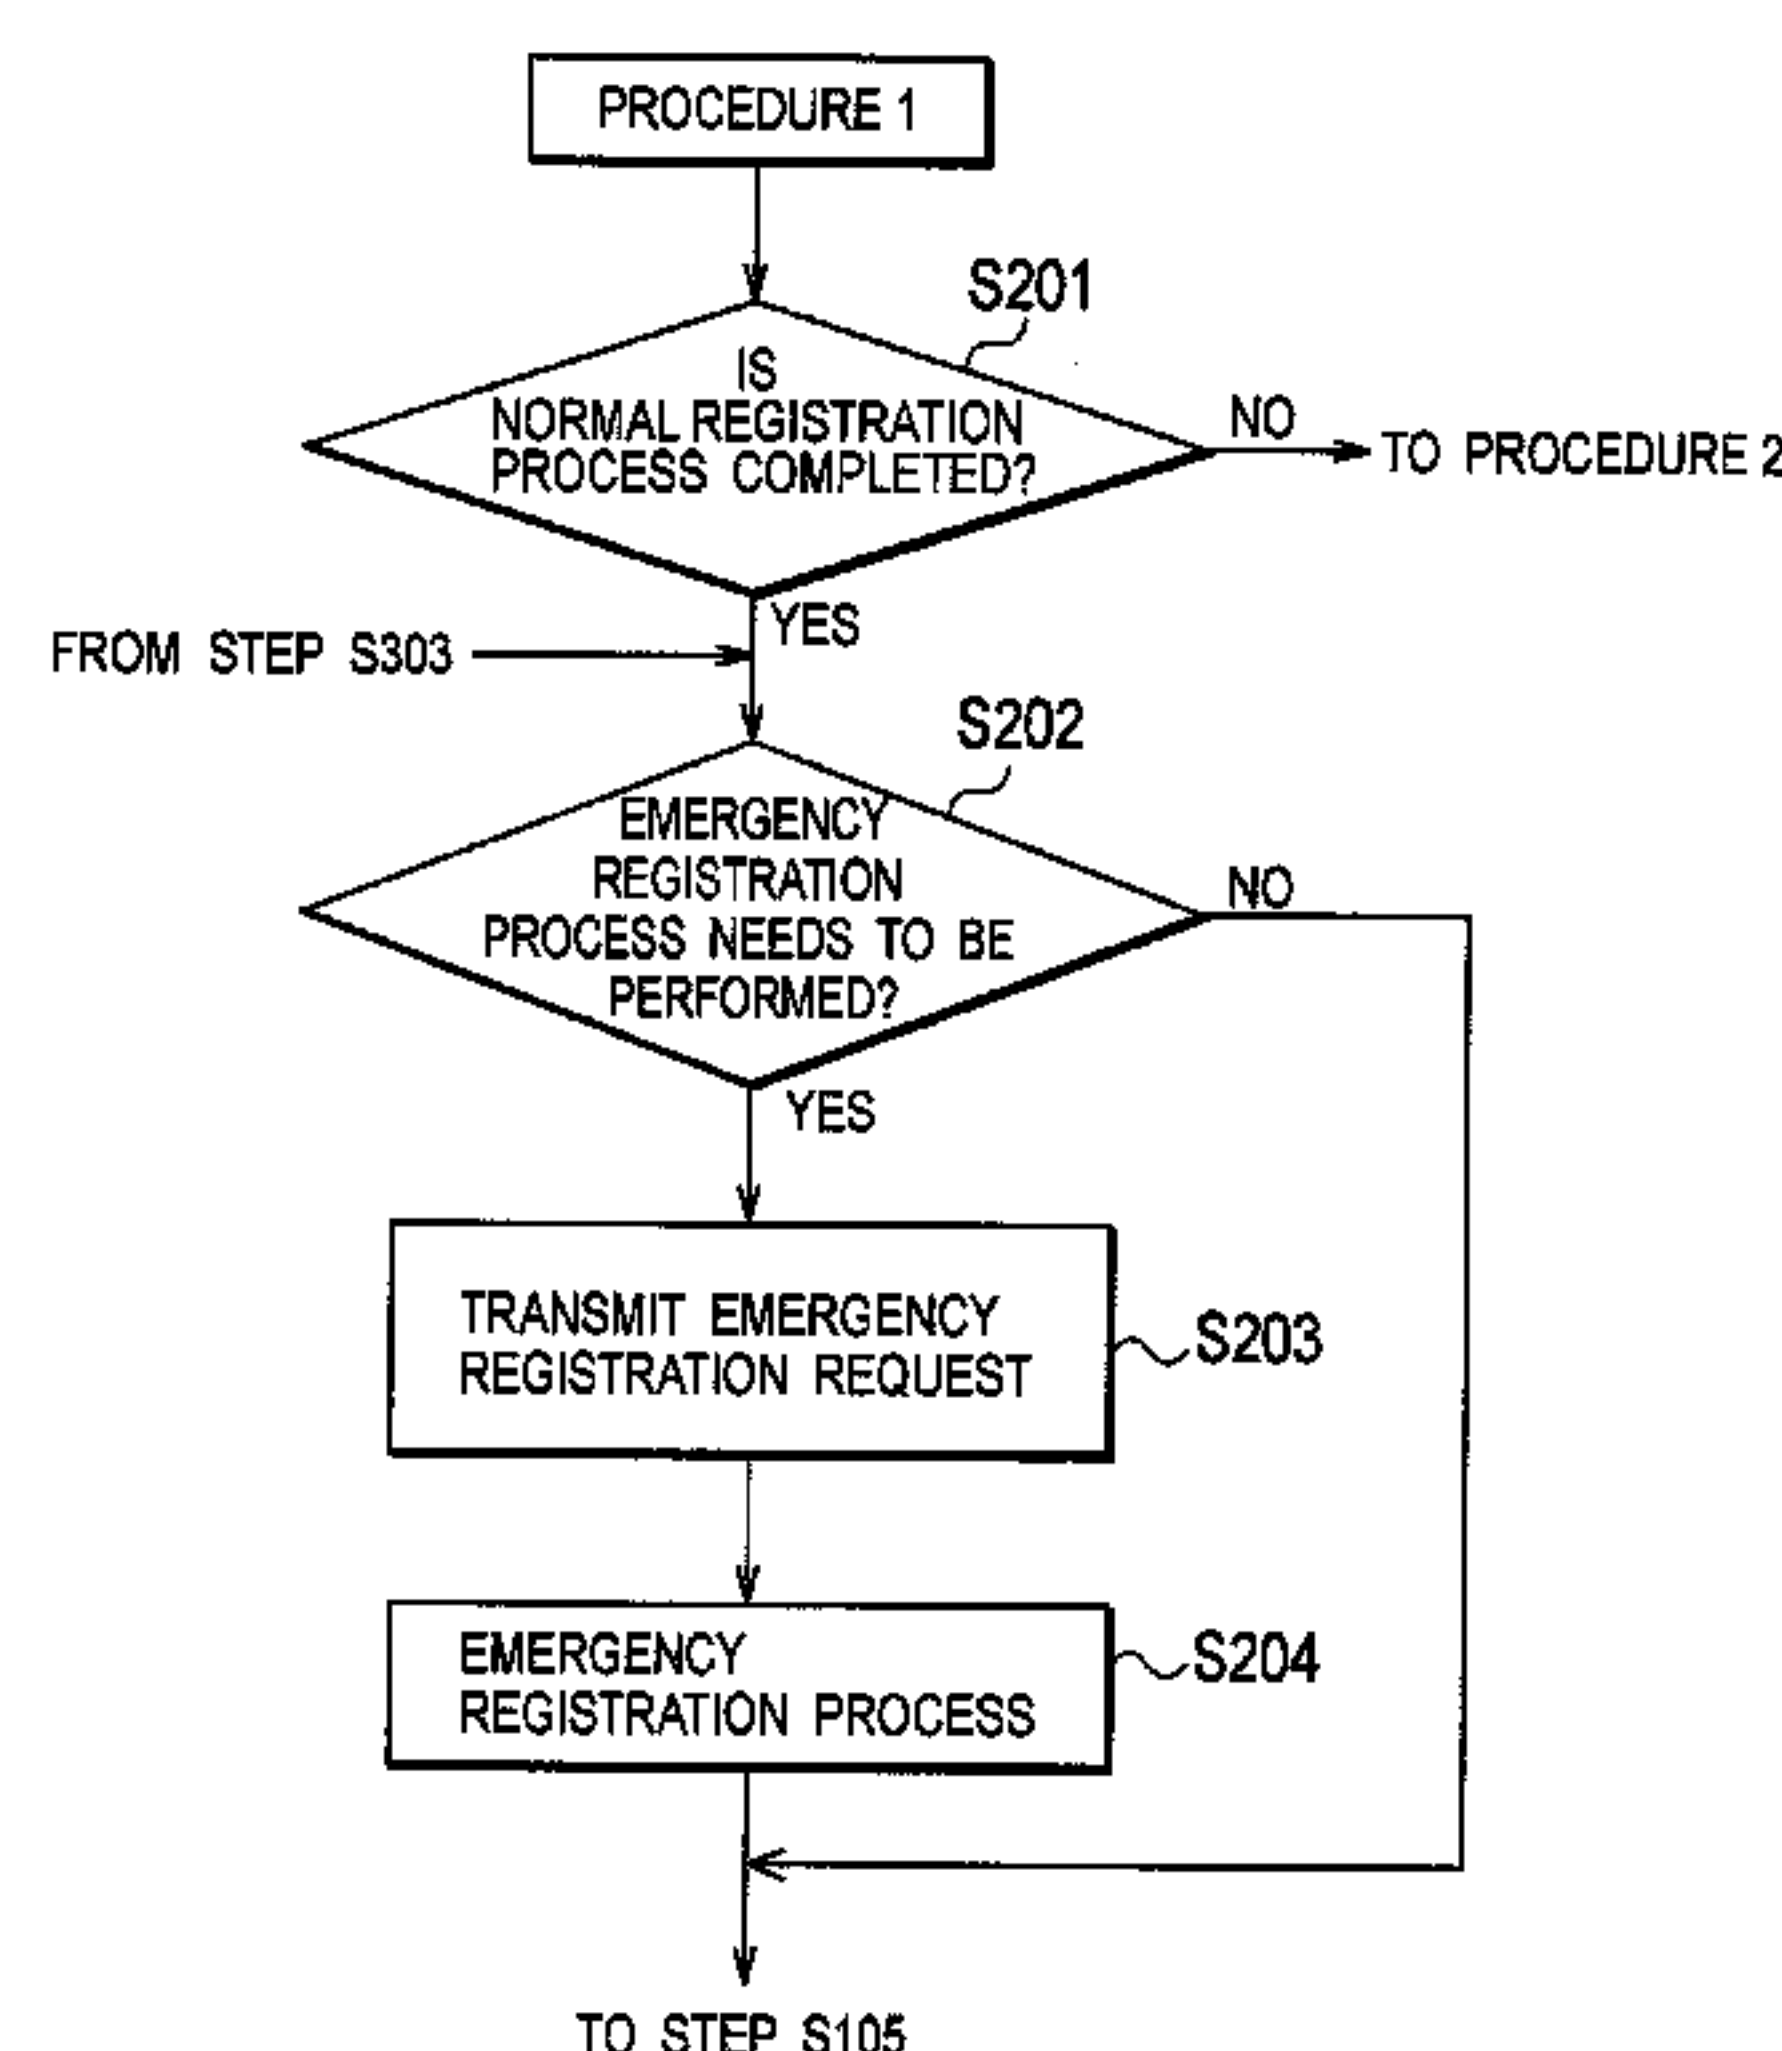 PROCEDURE 1
S201
IS
NORMAL REGISTRATION
PROCESS COMPLETED?
NO
TO PROCEDURE 2
YES
FROM STEP S303
S202
EMERGENCY
REGISTRATION
PROCESS NEEDS TO BE
PERFORMED?
NO
YES
TRANSMIT EMERGENCY
REGISTRATION REQUEST
S203
EMERGENCY
REGISTRATION PROCESS
S204
TO STEP S105